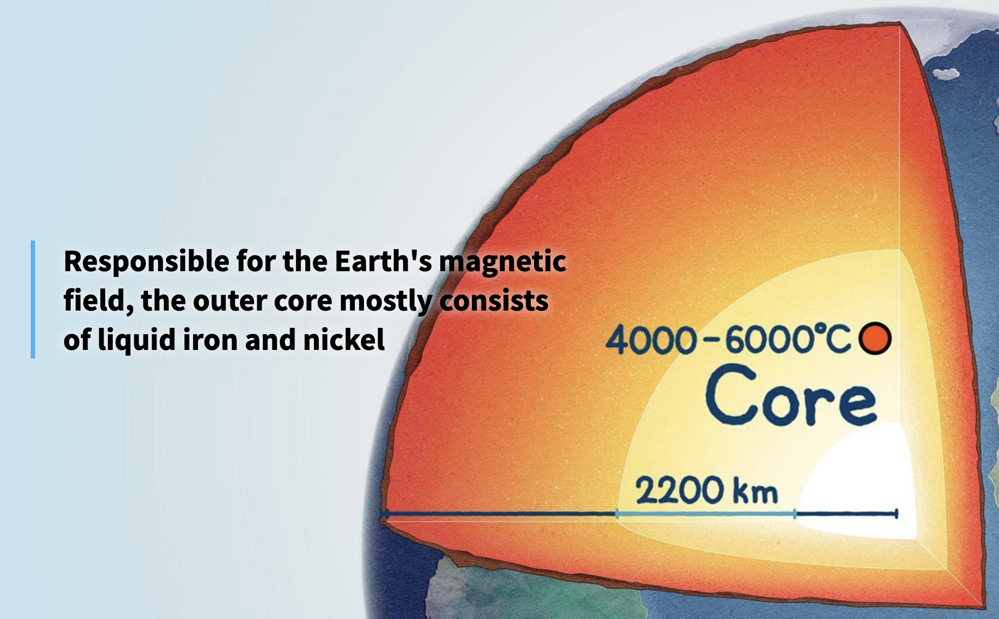 Responsible for the Earth's magnetic
field, the outer core mostly consists
of liquid iron and nickel
4000–6000°C
Core
2200 km